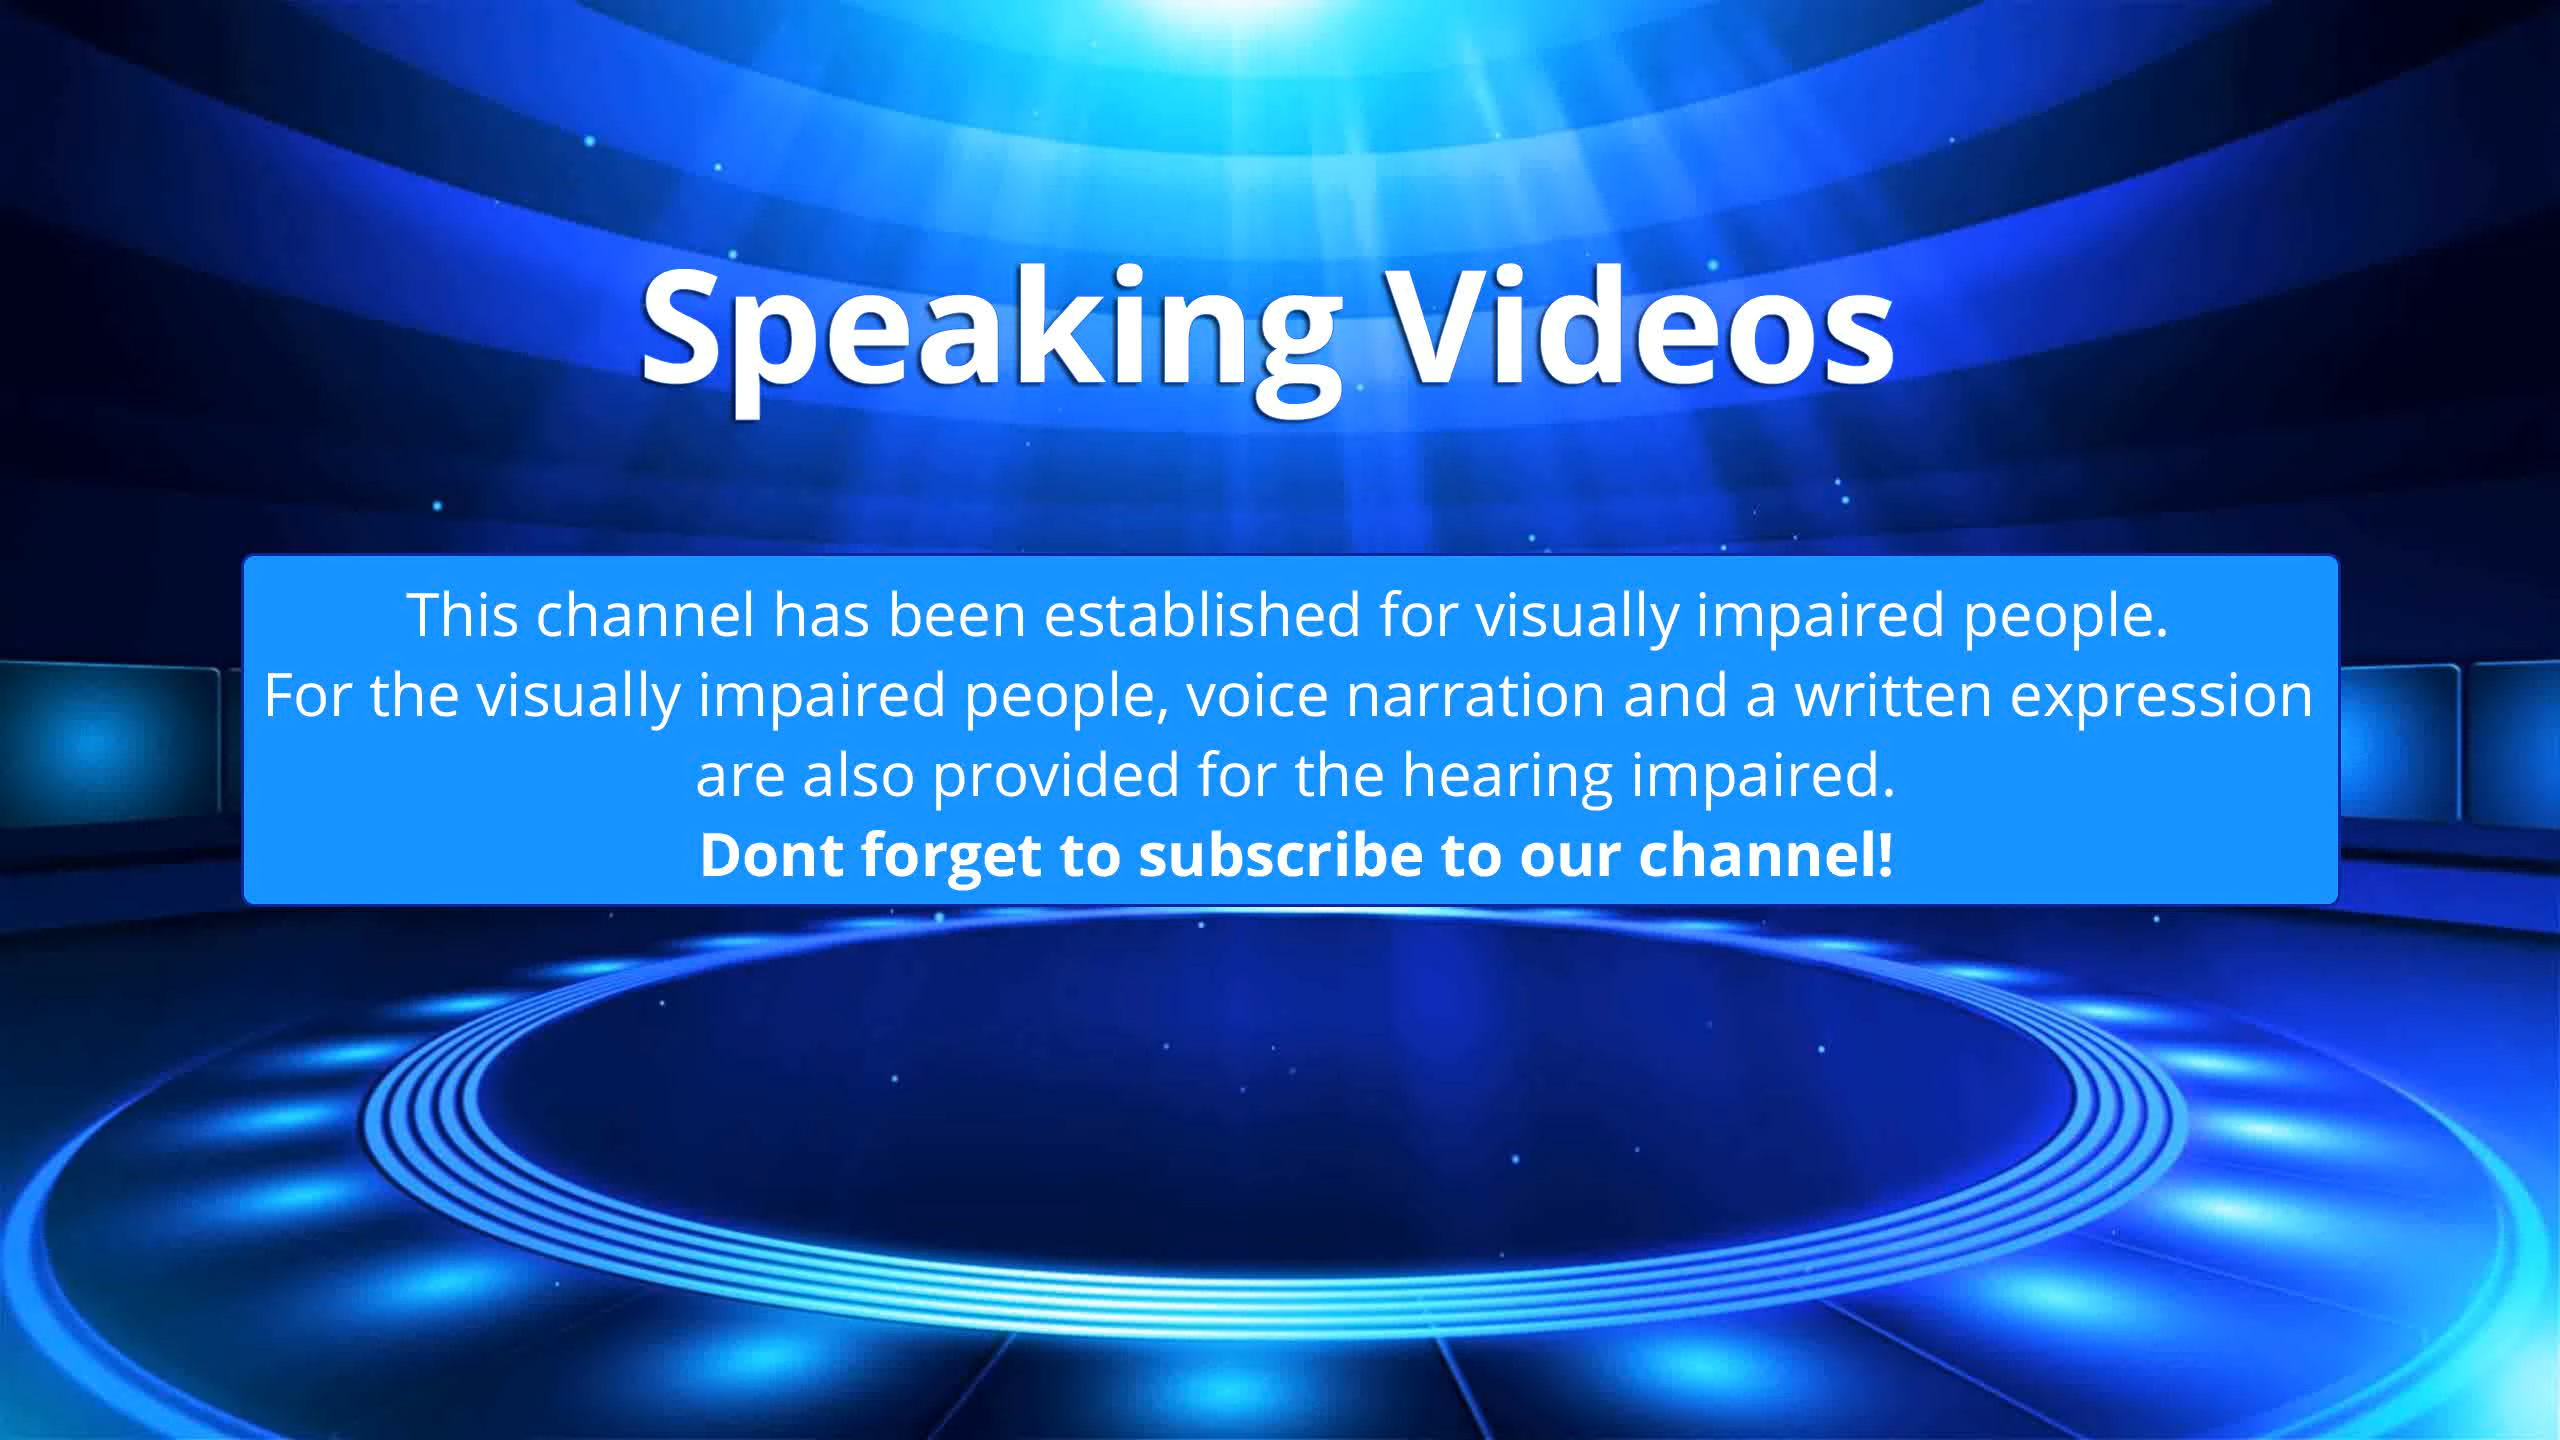 Speaking Videos
This channel has been established for visually impaired people.
For the visually impaired people, voice narration and a written expression
are also provided for the hearing impaired.
Dont forget to subscribe to our channel!